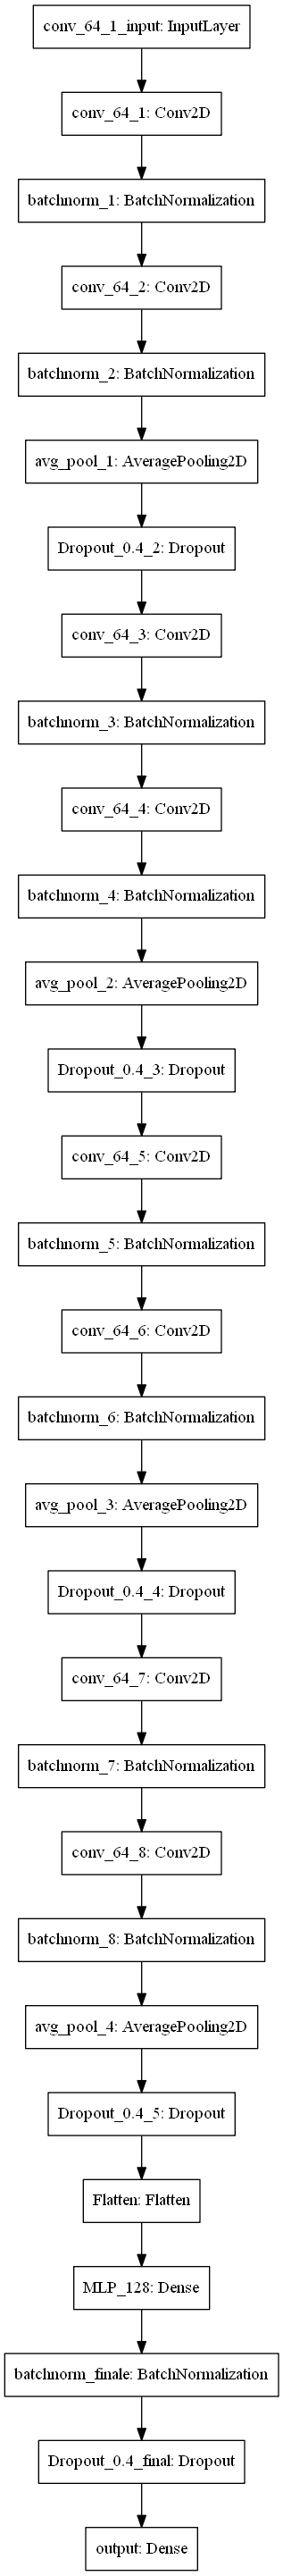 conv_64_1_input: InputLayer
conv_64_1: Conv2D
batchnorm_1: BatchNormalization
conv_64_2: Conv2D
batchnorm_2: BatchNormalization
avg_pool_1: AveragePooling2D
Dropout_0.4_2: Dropout
conv_64_3: Conv2D
batchnorm_3: BatchNormalization
conv_64_4: Conv2D
batchnorm_4: BatchNormalization
avg_pool_2: AveragePooling2D
Dropout_0.4_3: Dropout
conv_64_5: Conv2D
batchnorm_5: BatchNormalization
conv_64_6: Conv2D
batchnorm_6: BatchNormalization
avg_pool_3: AveragePooling2D
Dropout_0.4_4: Dropout
conv_64_7: Conv2D
batchnorm_7: BatchNormalization
conv_64_8: Conv2D
batchnorm_8: BatchNormalization
avg_pool_4: AveragePooling2D
Dropout_0.4_5: Dropout
Flatten: Flatten
MLP_128: Dense
batchnorm_finale: BatchNormalization
Dropout_0.4_final: Dropout
output: Dense